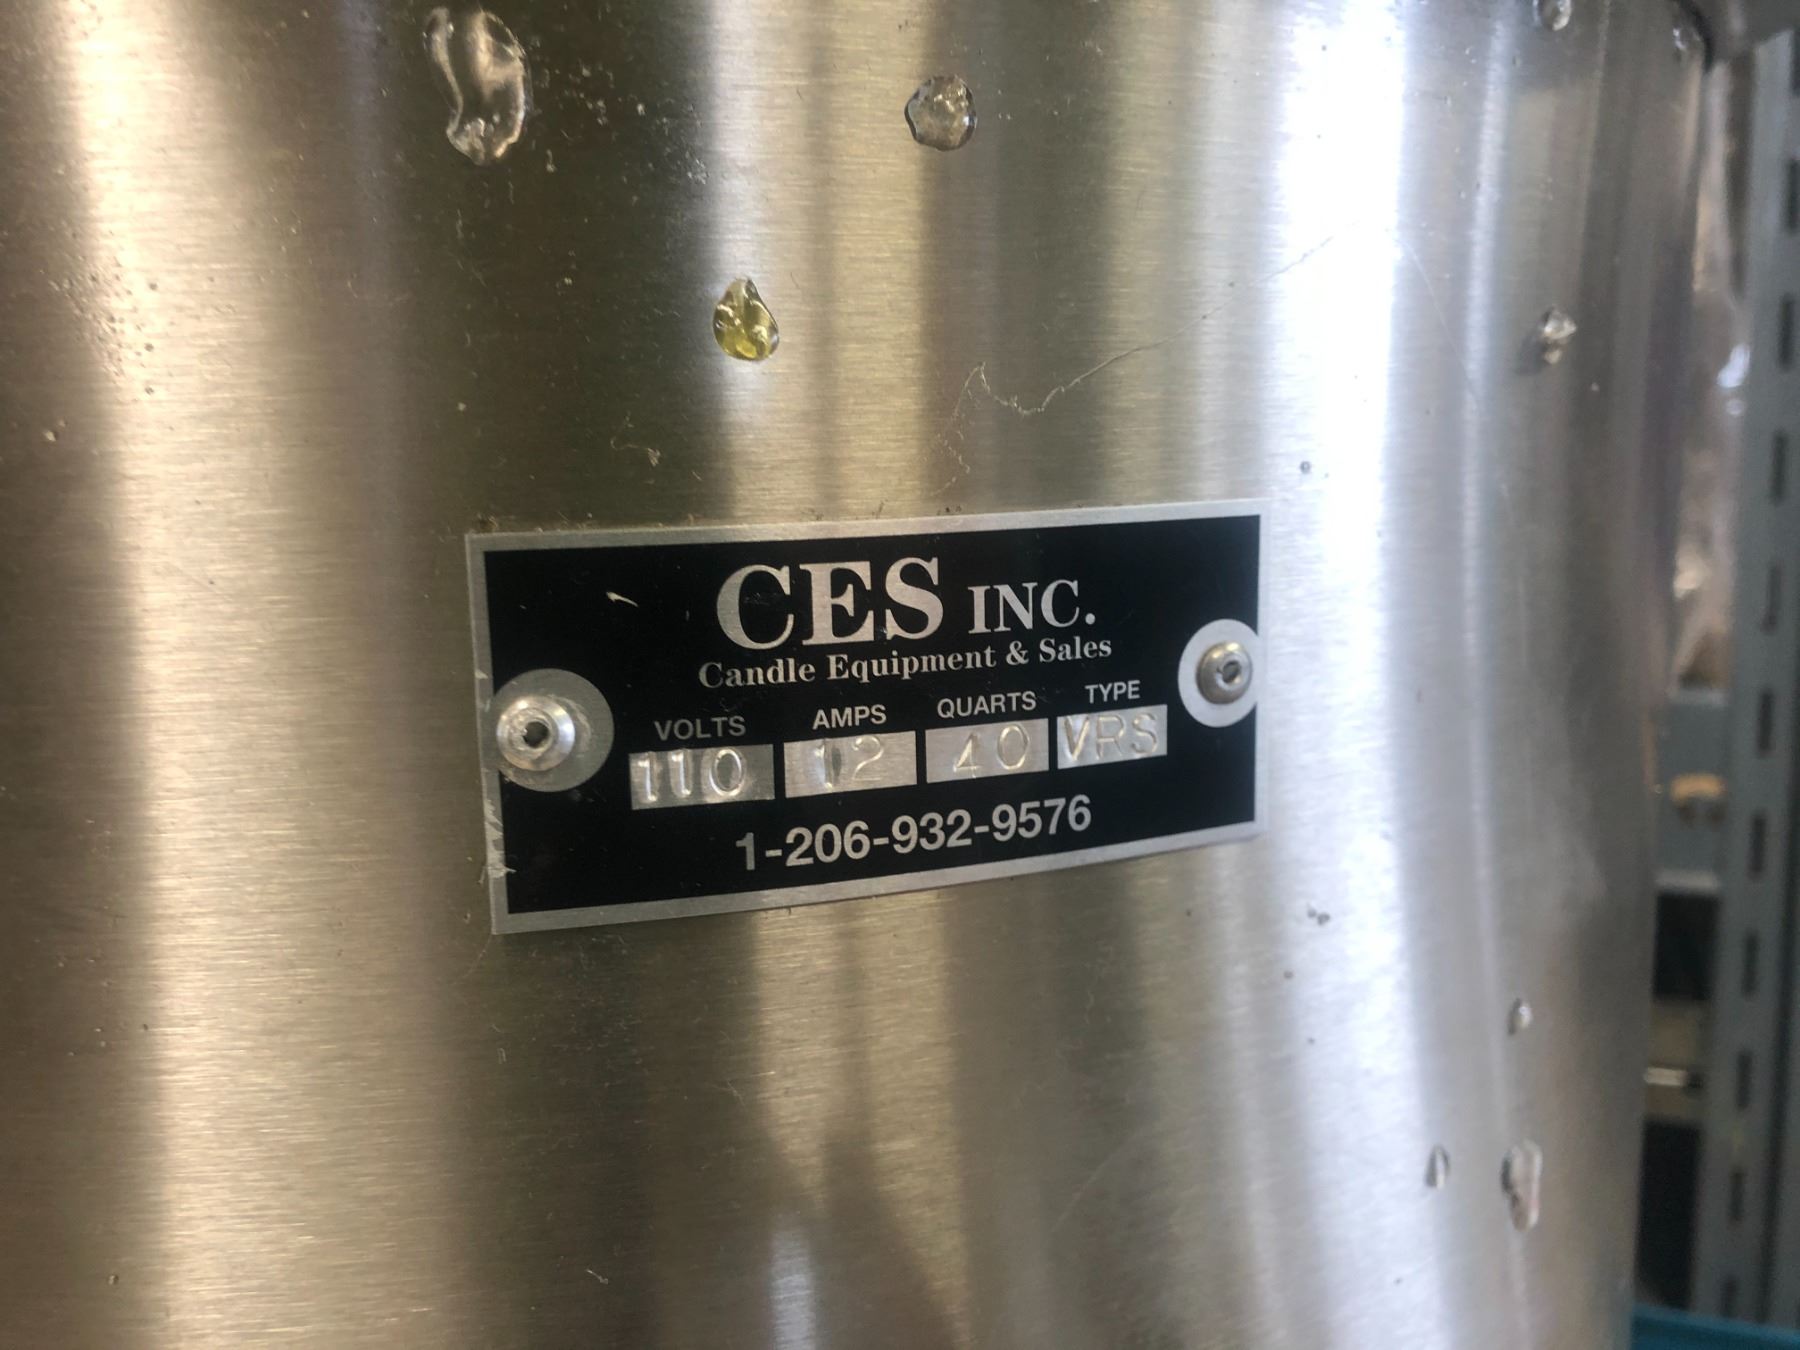 CES INC.
Candle Equipment & Sales
VOLTS AMPS QUARTS TYPE
110 12 40 VRS
1-206-932-9576